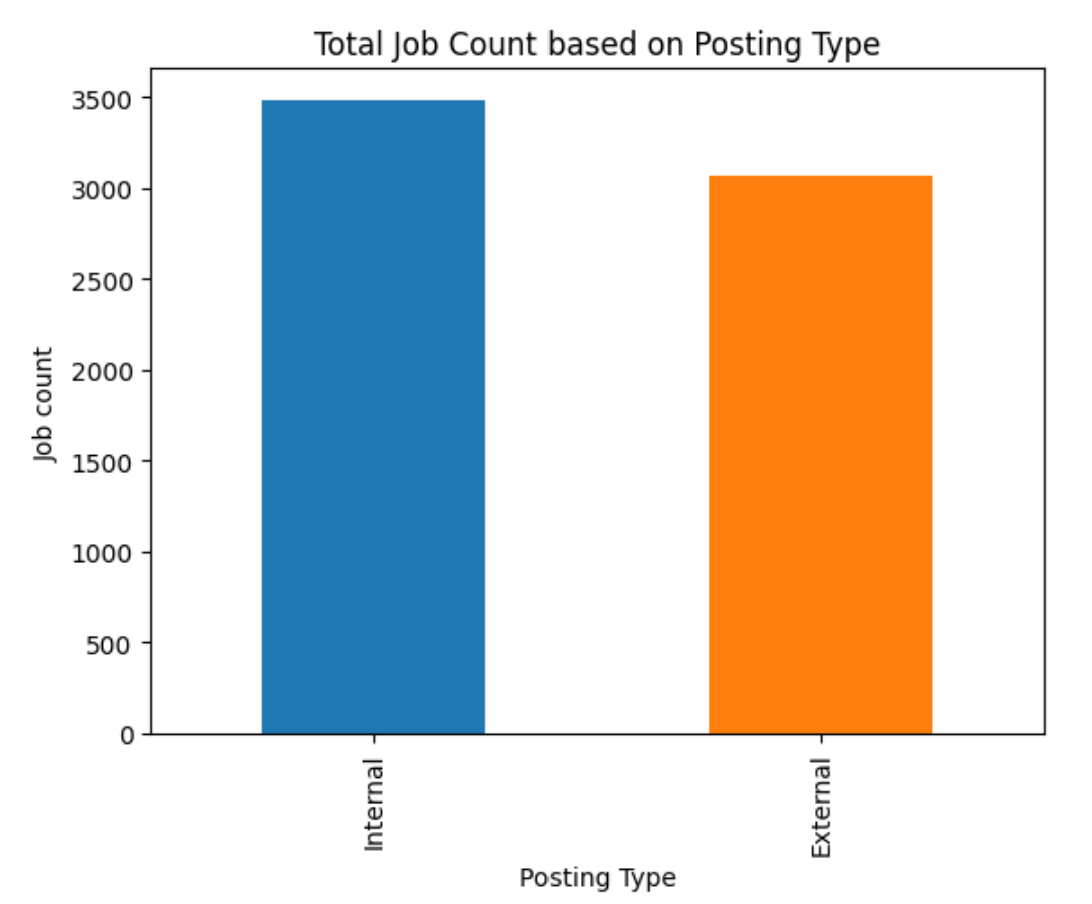 Total Job Count based on Posting Type
3500
3000
2500
2000
1500
1000
500
0
Job count
Internal
External
Posting Type